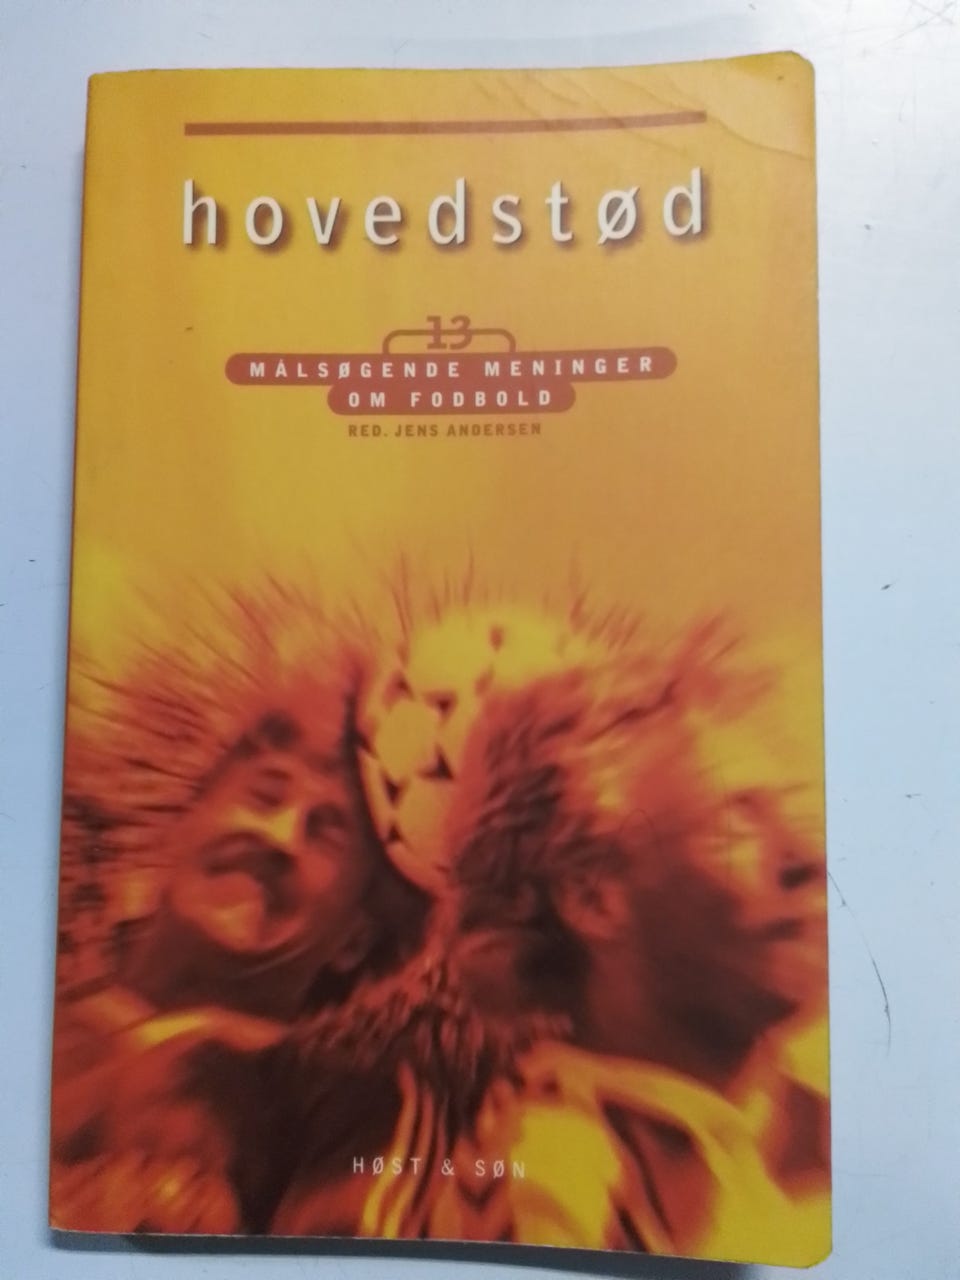 hovedstød
13
MÅLSØGENDE MENINGER
OM FODBOLD
RED. JENS ANDERSEN
HØST & SØN